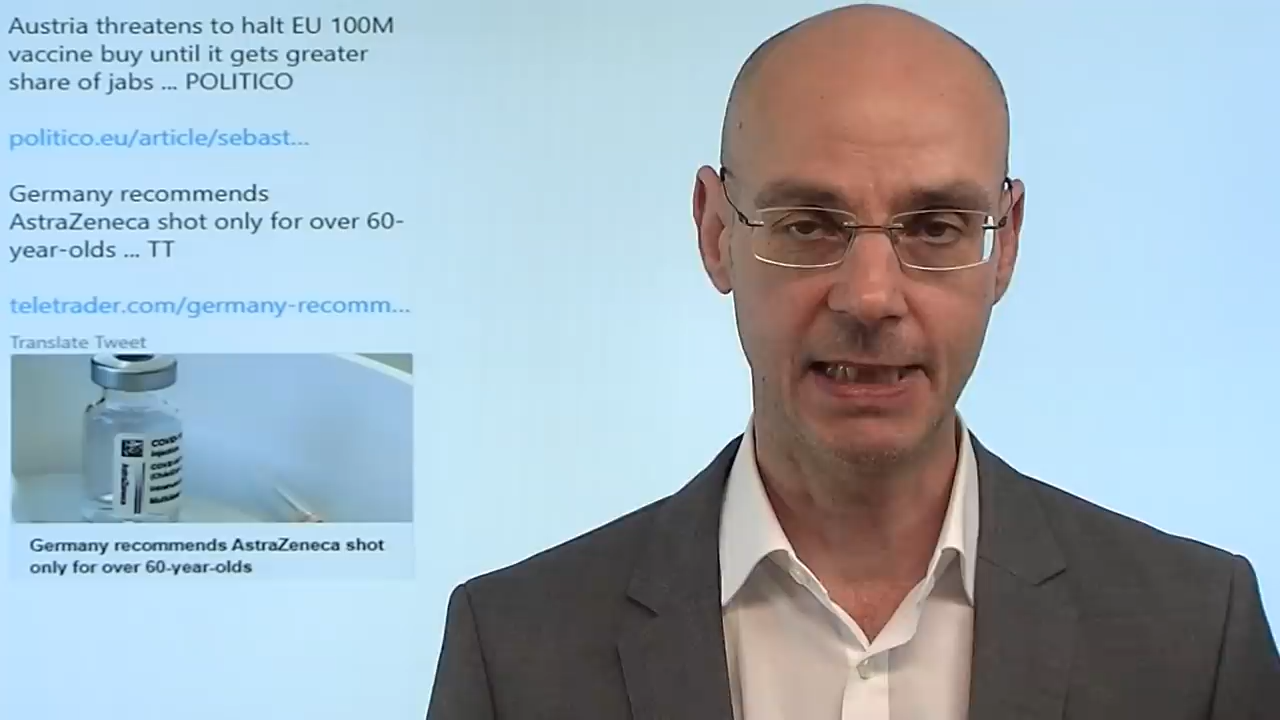 Austria threatens to halt EU 100M
vaccine buy until it gets greater
share of jabs ... POLITICO
politico.eu/article/sebast...
Germany recommends
AstraZeneca shot only for over 60-
year-olds ... TT
teletrader.com/germany-recomm...
Translate Tweet
COVID-
AstraZeneca
Germany recommends AstraZeneca shot
only for over 60-year-olds